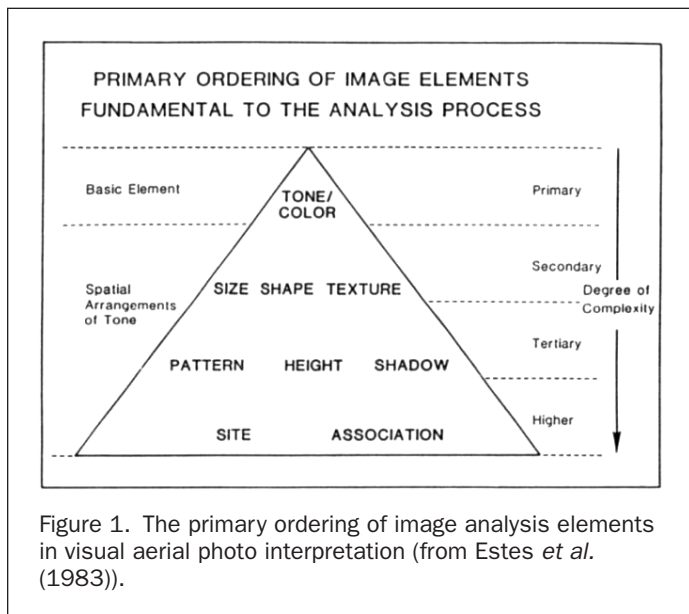 PRIMARY ORDERING OF IMAGE ELEMENTS
FUNDAMENTAL TO THE ANALYSIS PROCESS
Basic Element
TONE/
COLOR
Primary
Spatial
Arrangements
of Tone
SIZE SHAPE TEXTURE
Secondary
Degree of
Complexity
PATTERN HEIGHT SHADOW
Tertiary
SITE ASSOCIATION
Higher
Figure 1. The primary ordering of image analysis elements
in visual aerial photo interpretation (from Estes et al.
(1983)).